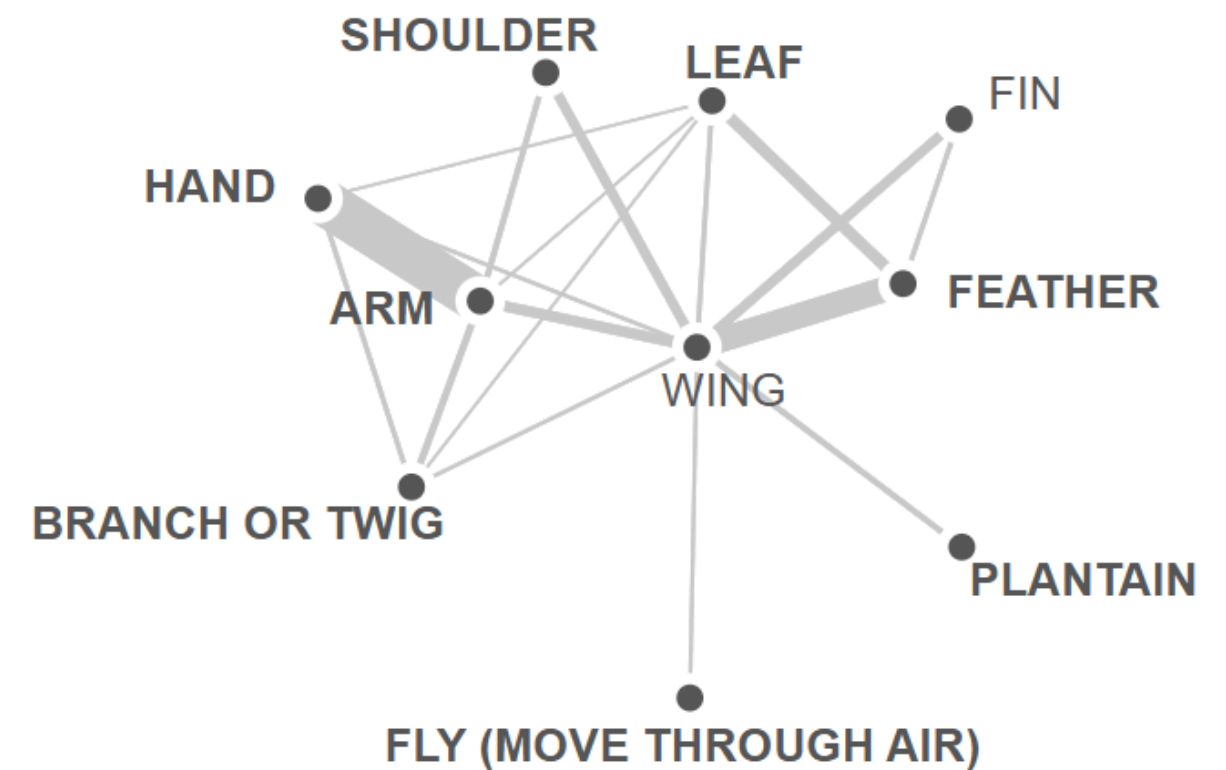 SHOULDER
LEAF
FIN
HAND
FEATHER
ARM
WING
BRANCH OR TWIG
PLANTAIN
FLY (MOVE THROUGH AIR)